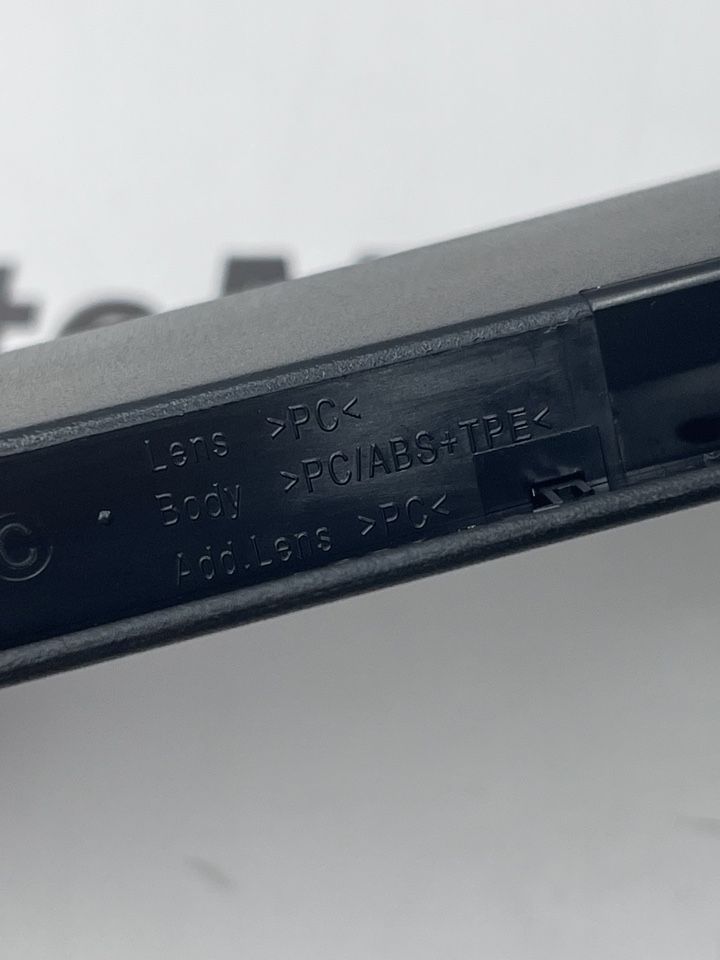 Lens >PC<
Body >PC/ABS+TPE<
Add.Lens >PC<
C